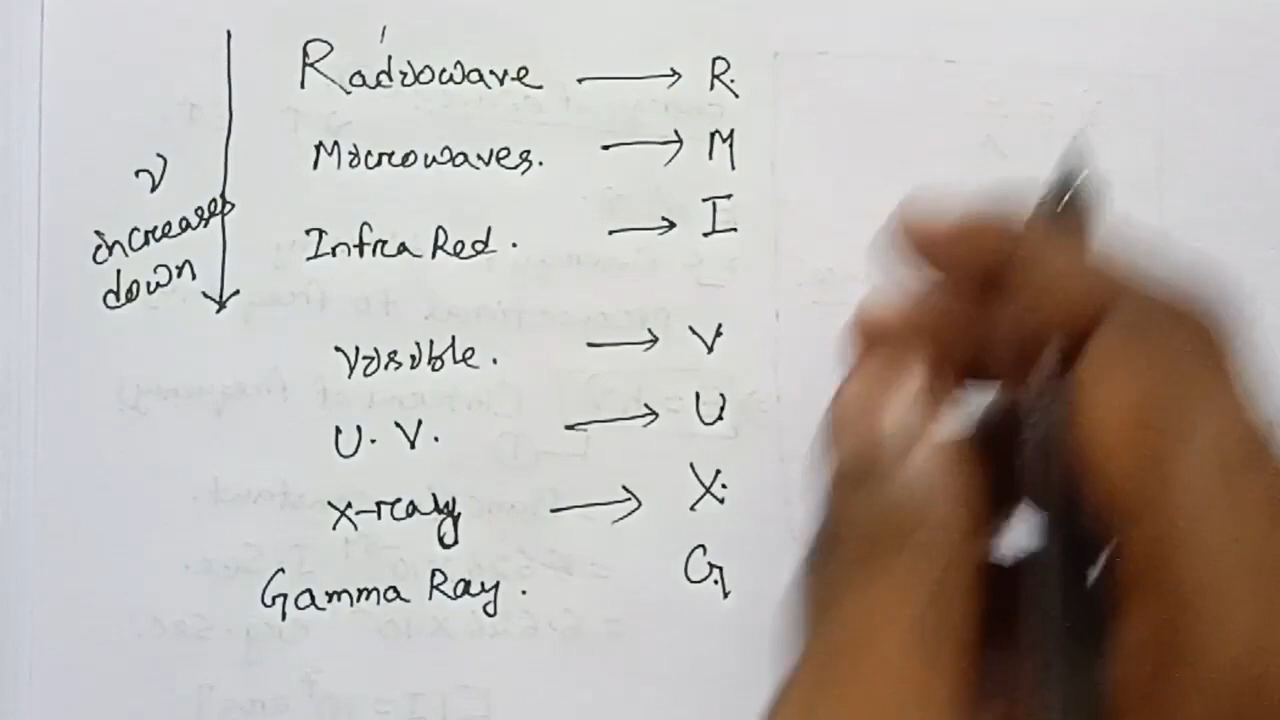 Radiowave → R.
Microwaves. → M
Infra Red. → I
ν increases down
Visible. → V
U.V. → U
X-ray → X.
Gamma Ray. G